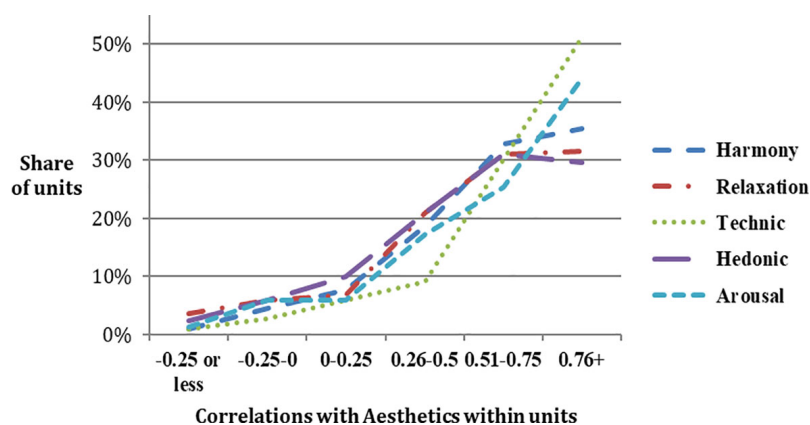 50%
40%
30%
20%
10%
0%
Share
of units
-0.25 or
less
-0.25-0
0-0.25
0.26-0.5
0.51-0.75
0.76+
Correlations with Aesthetics within units
Harmony
Relaxation
Technic
Hedonic
Arousal